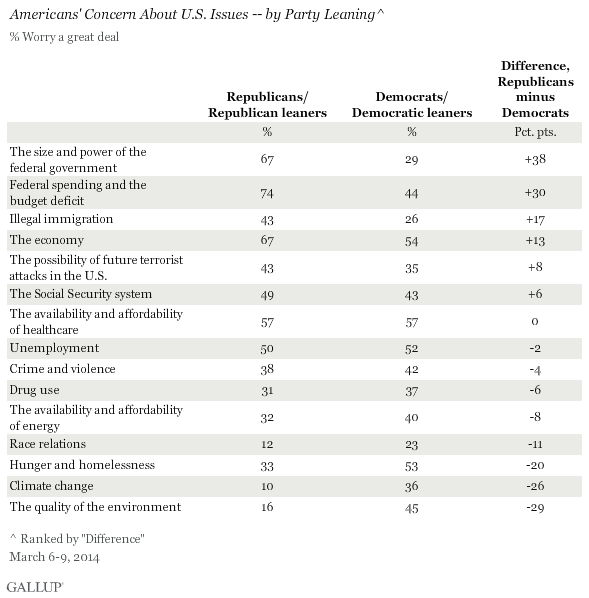 Americans' Concern About U.S. Issues -- by Party Leaning^
% Worry a great deal
Republicans/ Republican leaners
Democrats/ Democratic leaners
Difference, Republicans minus Democrats
% % Pct. pts.
The size and power of the federal government 67 29 +38
Federal spending and the budget deficit 74 44 +30
Illegal immigration 43 26 +17
The economy 67 54 +13
The possibility of future terrorist attacks in the U.S. 43 35 +8
The Social Security system 49 43 +6
The availability and affordability of healthcare 57 57 0
Unemployment 50 52 -2
Crime and violence 38 42 -4
Drug use 31 37 -6
The availability and affordability of energy 32 40 -8
Race relations 12 23 -11
Hunger and homelessness 33 53 -20
Climate change 10 36 -26
The quality of the environment 16 45 -29
^ Ranked by "Difference"
March 6-9, 2014
GALLUP